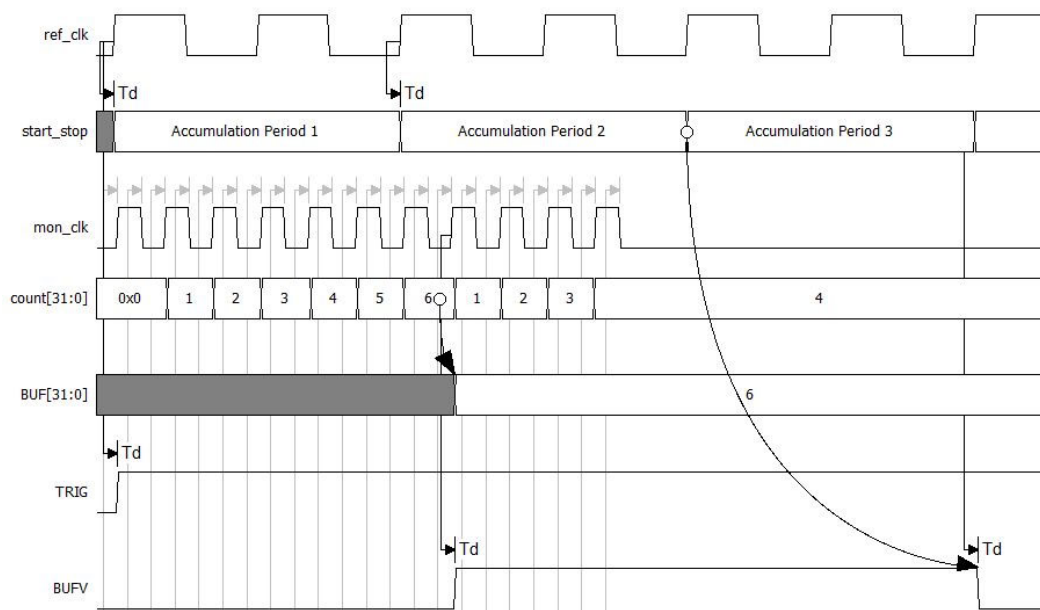 ref_clk
Td Td
start_stop Accumulation Period 1 Accumulation Period 2 Accumulation Period 3
mon_clk
count[31:0] 0x0 1 2 3 4 5 6 1 2 3 4
BUF[31:0] 6
Td
TRIG
Td Td
BUFV